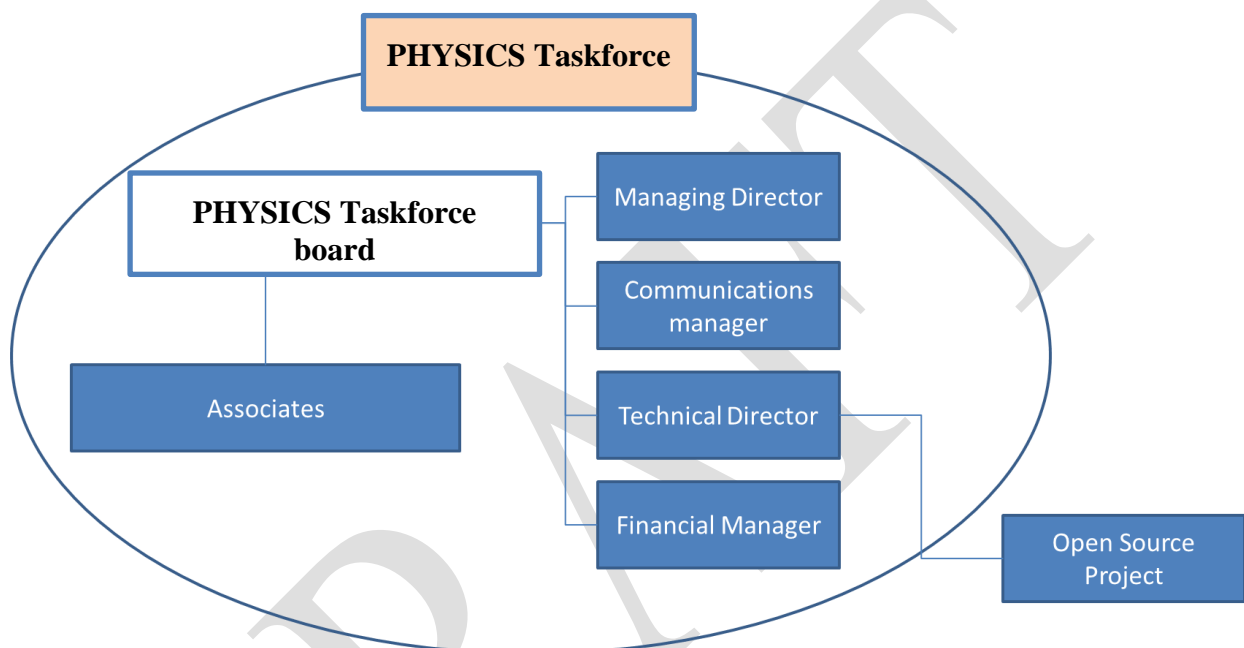 PHYSICS Taskforce
PHYSICS Taskforce
board
Managing Director
Communications
manager
Associates
Technical Director
Financial Manager
Open Source
Project